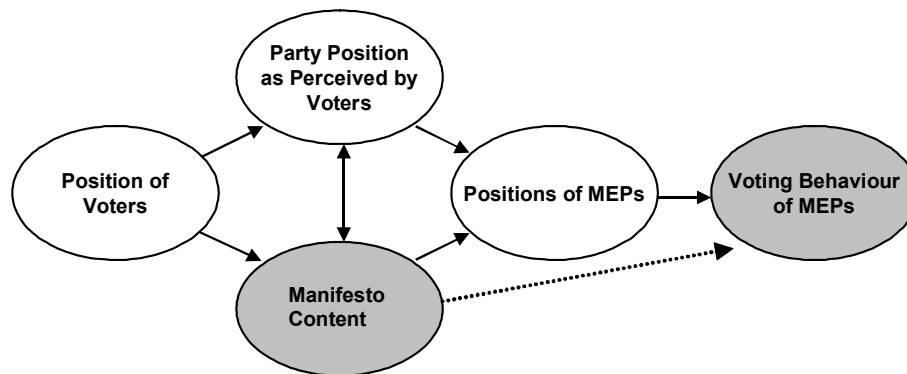 Party Position
as Perceived by
Voters
Position of
Voters
Positions of MEPs
Voting Behaviour
of MEPs
Manifesto
Content